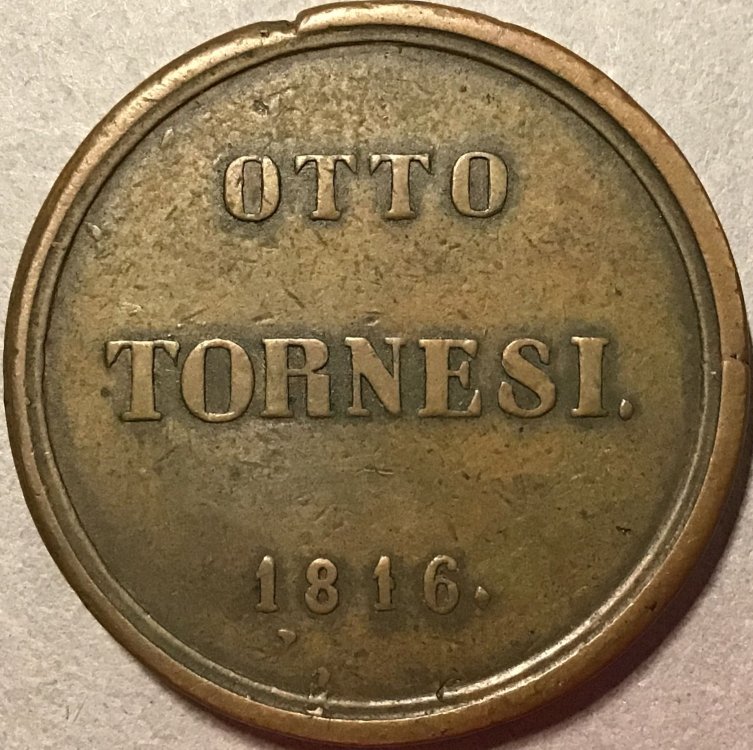 OTTO
TORNESI.
1816.